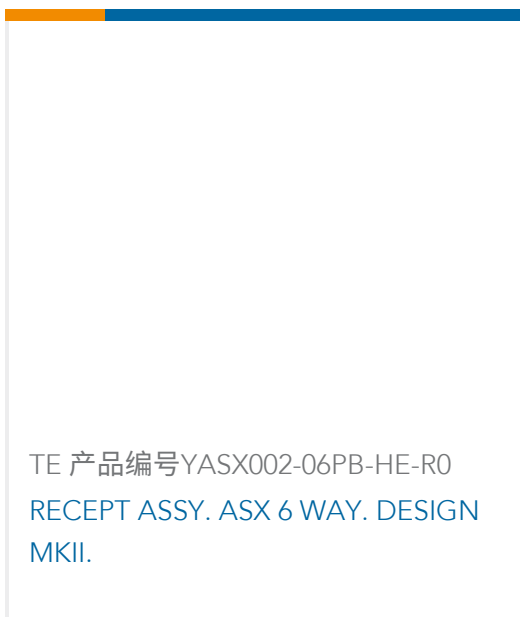 TE 产品编号YASX002-06PB-HE-R0
RECEPT ASSY. ASX 6 WAY. DESIGN
MKII.